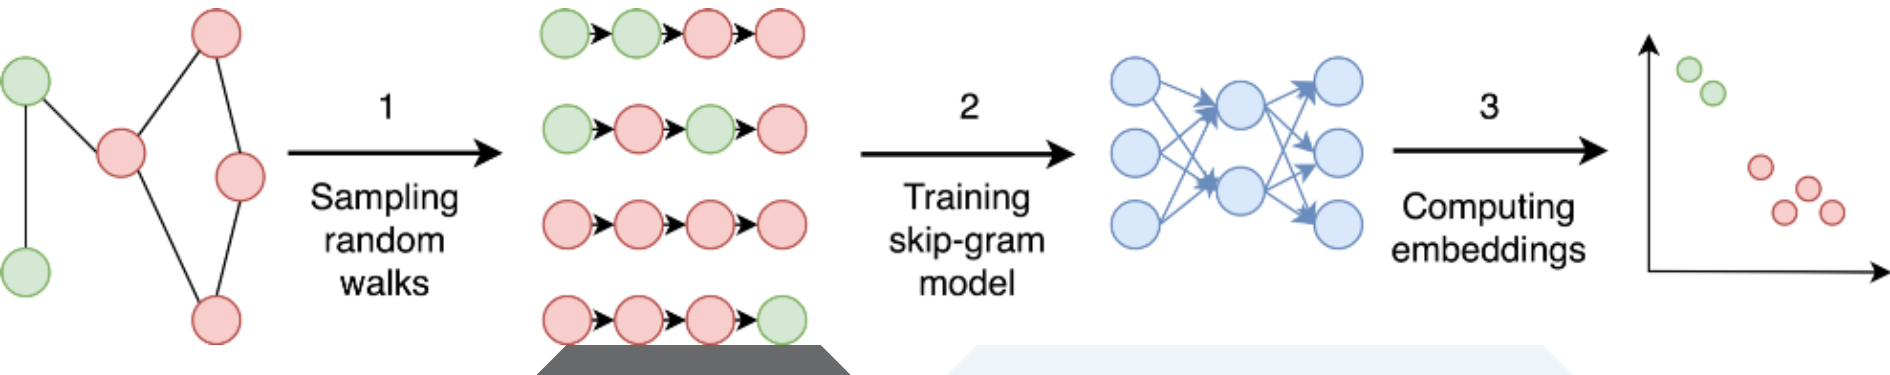 1
Sampling
random
walks
2
Training
skip-gram
model
3
Computing
embeddings